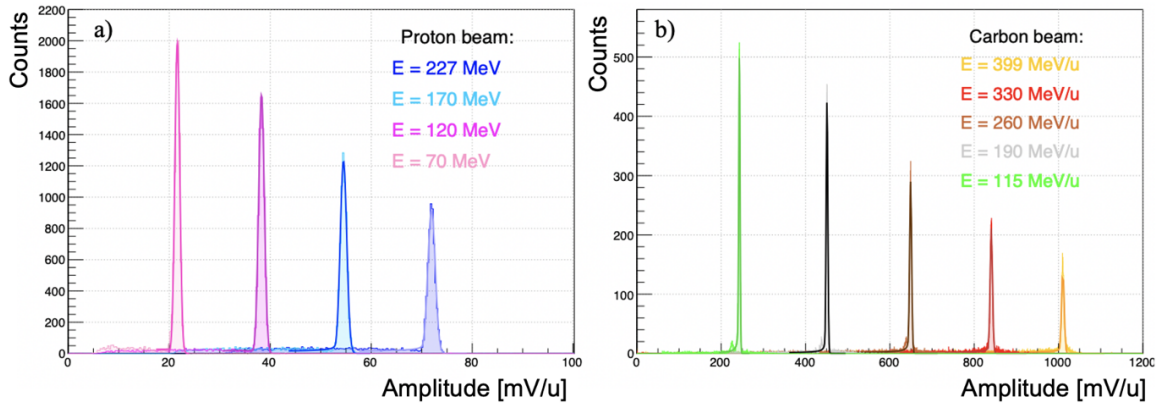 a)
Counts
2200
2000
1800
1600
1400
1200
1000
800
600
400
200
0
0 20 40 60 80 100
Amplitude [mV/u]
Proton beam:
E = 227 MeV
E = 170 MeV
E = 120 MeV
E = 70 MeV
b)
Counts
500
400
300
200
100
0
0 200 400 600 800 1000 1200
Amplitude [mV/u]
Carbon beam:
E = 399 MeV/u
E = 330 MeV/u
E = 260 MeV/u
E = 190 MeV/u
E = 115 MeV/u